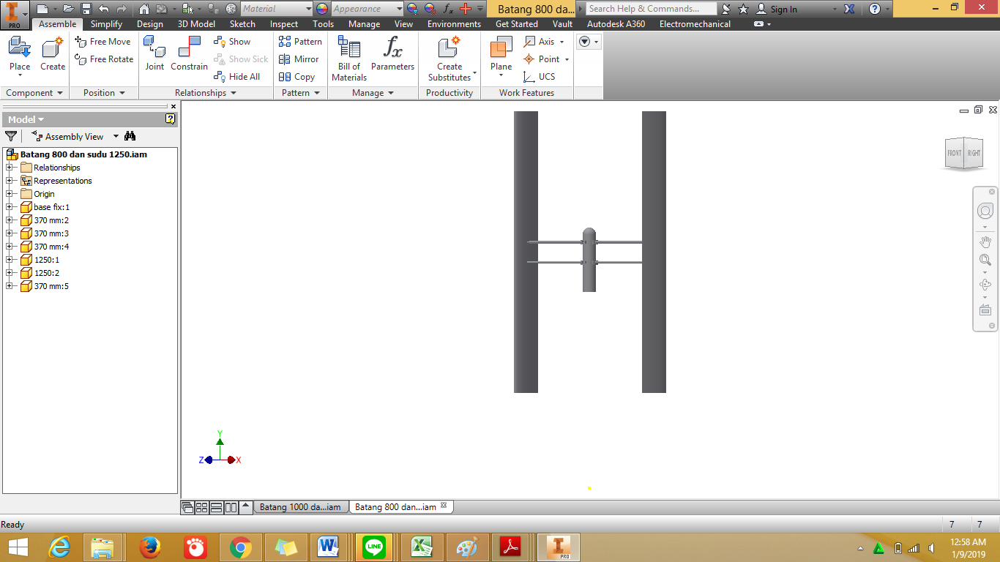 PRO
Material
Appearance
fx
Batang 800 da...
Search Help & Commands...
Sign In
Assemble Simplify Design 3D Model Sketch Inspect Tools Manage View Environments Get Started Vault Autodesk A360 Electromechanical
Place
Create
Free Move
Free Rotate
Joint
Constrain
Show
Show Sick
Hide All
Pattern
Mirror
Copy
Bill of
Materials
fx
Parameters
Create
Substitutes
Plane
Axis
Point
UCS
Component Position Relationships Pattern Manage Productivity Work Features
Model
Assembly View
Batang 800 dan sudu 1250.iam
Relationships
Representations
Origin
base fix:1
370 mm:2
370 mm:3
370 mm:4
1250:1
1250:2
370 mm:5
FRONT RIGHT
Y
Z X
Batang 1000 da...iam
Batang 800 dan...iam
Ready
7 7
LINE
PRO
12:58 AM
1/9/2019